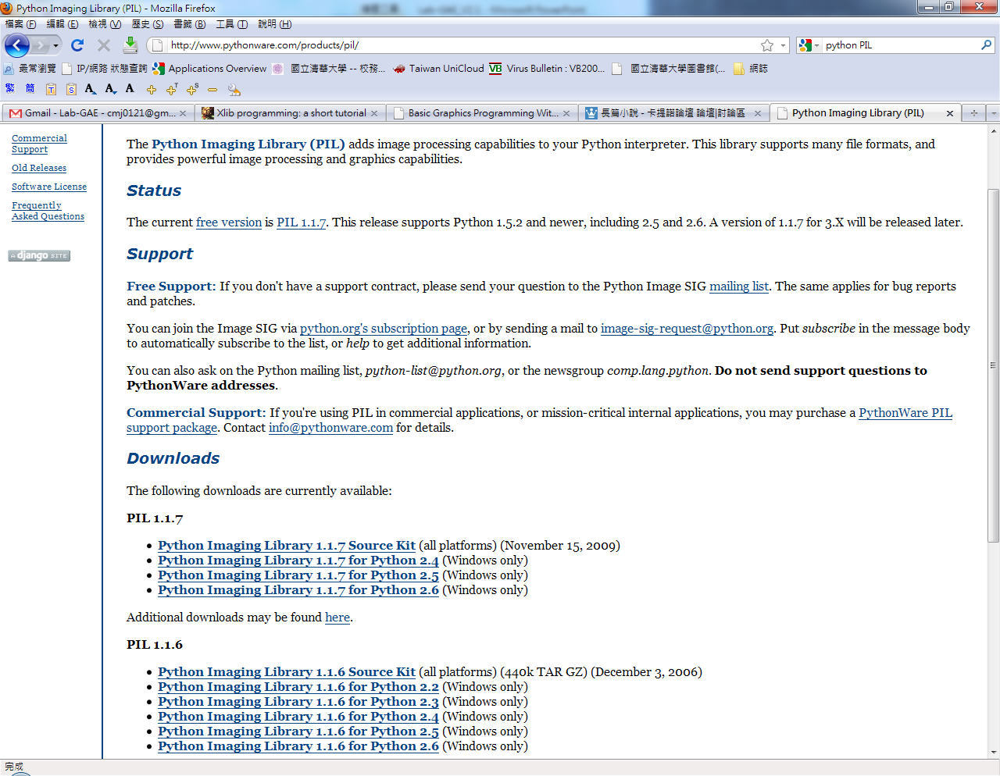 Python Imaging Library (PIL) - Mozilla Firefox
檔案 (F) 編輯 (E) 檢視 (V) 歷史 (S) 書籤 (B) 工具 (T) 說明 (H)
http://www.pythonware.com/products/pil/
python PIL
最常瀏覽 IP/網路 狀態查詢 Applications Overview 國立清華大學 -- 校務... Taiwan UniCloud VB Virus Bulletin : VB200... 國立清華大學圖書館(... 網誌
繁 簡 T S A A A T S
Gmail - Lab-GAE - cmj0121@gm... Xlib programming: a short tutorial Basic Graphics Programming Wit... 長篇小說 - 卡提諾論壇 論壇|討論區 Python Imaging Library (PIL)
Commercial
Support
Old Releases
Software License
Frequently
Asked Questions
A django SITE
The Python Imaging Library (PIL) adds image processing capabilities to your Python interpreter. This library supports many file formats, and
provides powerful image processing and graphics capabilities.
Status
The current free version is PIL 1.1.7. This release supports Python 1.5.2 and newer, including 2.5 and 2.6. A version of 1.1.7 for 3.X will be released later.
Support
Free Support: If you don't have a support contract, please send your question to the Python Image SIG mailing list. The same applies for bug reports
and patches.
You can join the Image SIG via python.org's subscription page, or by sending a mail to image-sig-request@python.org. Put subscribe in the message body
to automatically subscribe to the list, or help to get additional information.
You can also ask on the Python mailing list, python-list@python.org, or the newsgroup comp.lang.python. Do not send support questions to
PythonWare addresses.
Commercial Support: If you're using PIL in commercial applications, or mission-critical internal applications, you may purchase a PythonWare PIL
support package. Contact info@pythonware.com for details.
Downloads
The following downloads are currently available:
PIL 1.1.7
Python Imaging Library 1.1.7 Source Kit (all platforms) (November 15, 2009)
Python Imaging Library 1.1.7 for Python 2.4 (Windows only)
Python Imaging Library 1.1.7 for Python 2.5 (Windows only)
Python Imaging Library 1.1.7 for Python 2.6 (Windows only)
Additional downloads may be found here.
PIL 1.1.6
Python Imaging Library 1.1.6 Source Kit (all platforms) (440k TAR GZ) (December 3, 2006)
Python Imaging Library 1.1.6 for Python 2.2 (Windows only)
Python Imaging Library 1.1.6 for Python 2.3 (Windows only)
Python Imaging Library 1.1.6 for Python 2.4 (Windows only)
Python Imaging Library 1.1.6 for Python 2.5 (Windows only)
Python Imaging Library 1.1.6 for Python 2.6 (Windows only)
完成